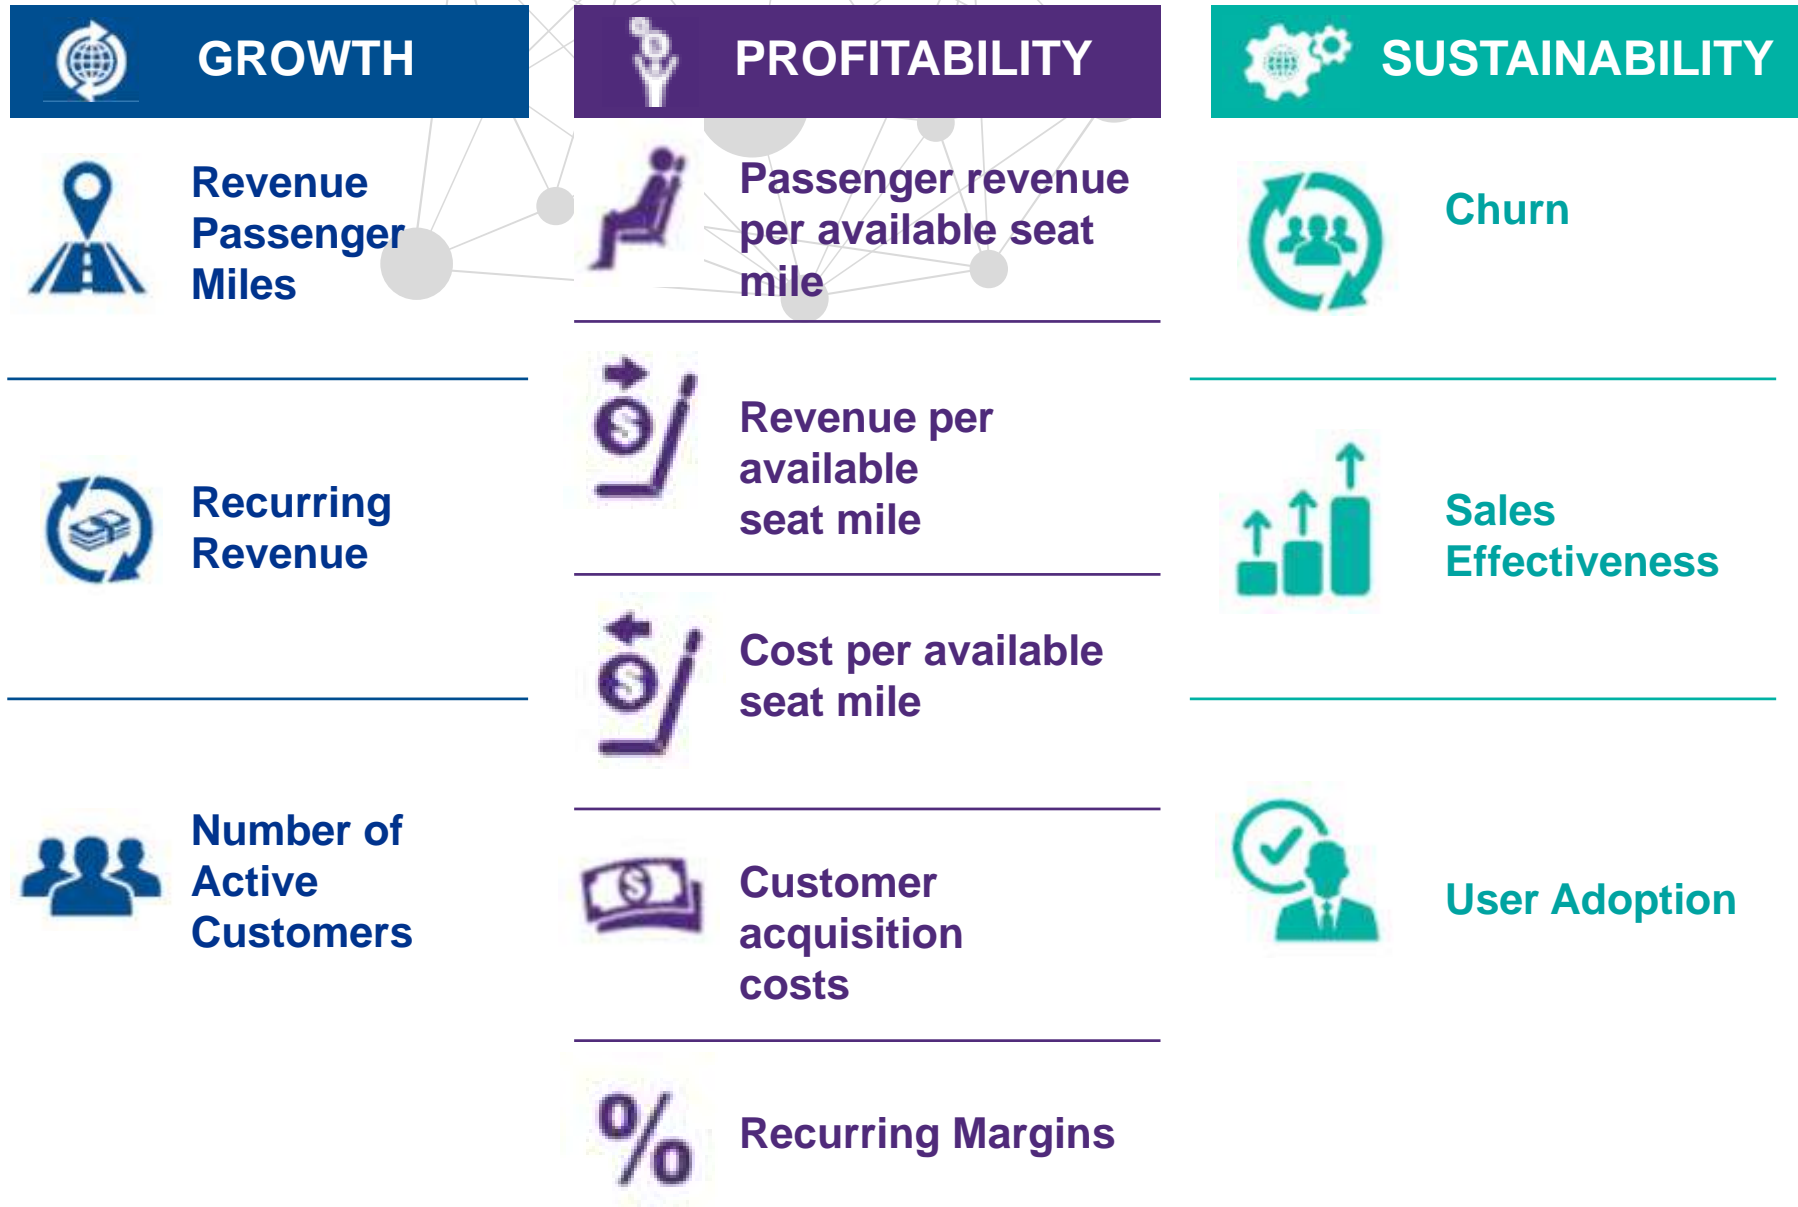 GROWTH
Revenue
Passenger
Miles
Recurring
Revenue
Number of
Active
Customers
PROFITABILITY
Passenger revenue
per available seat
mile
Revenue per
available
seat mile
Cost per available
seat mile
Customer
acquisition
costs
%
Recurring Margins
SUSTAINABILITY
Churn
Sales
Effectiveness
User Adoption